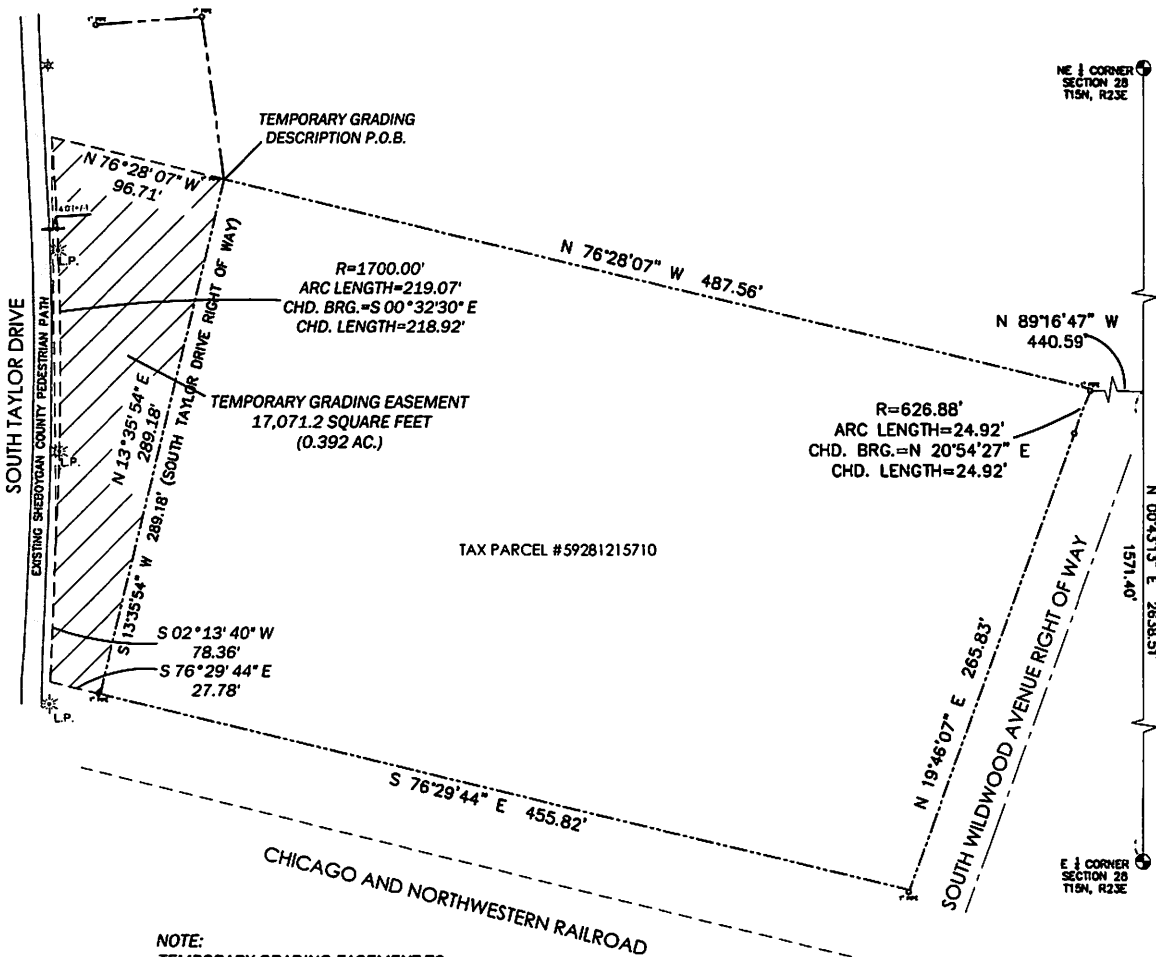 NE ¼ CORNER
SECTION 28
T15N, R23E
TEMPORARY GRADING
DESCRIPTION P.O.B.
N 76°28'07" W
96.71'
L.P.
R=1700.00'
ARC LENGTH=219.07'
CHD. BRG.=S 00°32'30" E
CHD. LENGTH=218.92'
N 76°28'07" W 487.56'
N 89°16'47" W
440.59'
R=626.88'
ARC LENGTH=24.92'
CHD. BRG.=N 20°54'27" E
CHD. LENGTH=24.92'
SOUTH TAYLOR DRIVE
EXISTING SHEBOYGAN COUNTY PEDESTRIAN PATH
N 13°35'54" E
289.18'
S 13°35'54" W 289.18' (SOUTH TAYLOR DRIVE RIGHT OF WAY)
TEMPORARY GRADING EASEMENT
17,071.2 SQUARE FEET
(0.392 AC.)
L.P.
TAX PARCEL #59281215710
N 00°43'13" E 2638.51'
1571.40'
S 02°13'40" W
78.36'
S 76°29'44" E
27.78'
L.P.
N 19°46'07" E 265.83'
SOUTH WILDWOOD AVENUE RIGHT OF WAY
S 76°29'44" E 455.82'
E ¼ CORNER
SECTION 28
T15N, R23E
CHICAGO AND NORTHWESTERN RAILROAD
NOTE: